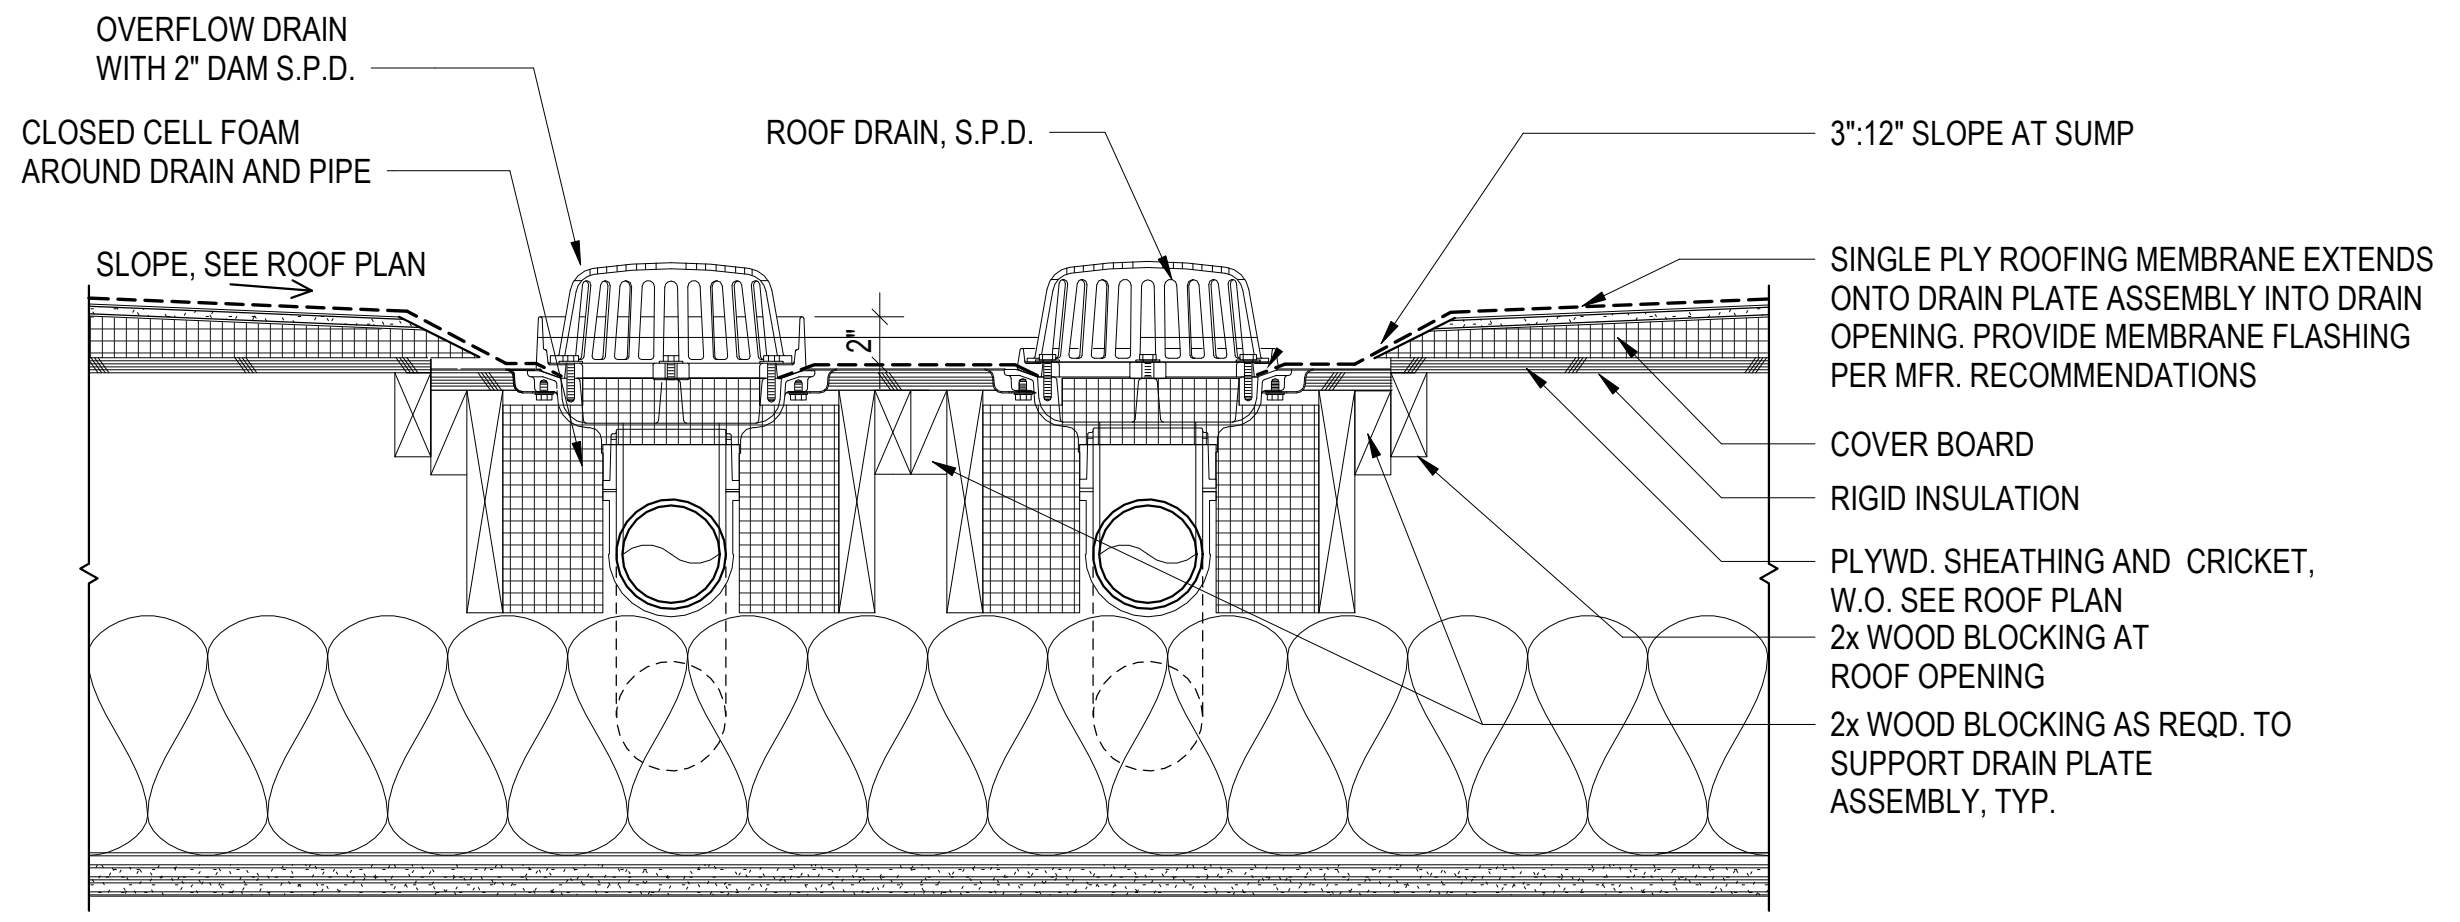 OVERFLOW DRAIN
WITH 2" DAM S.P.D.
CLOSED CELL FOAM
AROUND DRAIN AND PIPE
ROOF DRAIN, S.P.D.
3":12" SLOPE AT SUMP
SLOPE, SEE ROOF PLAN
2"
SINGLE PLY ROOFING MEMBRANE EXTENDS
ONTO DRAIN PLATE ASSEMBLY INTO DRAIN
OPENING. PROVIDE MEMBRANE FLASHING
PER MFR. RECOMMENDATIONS
COVER BOARD
RIGID INSULATION
PLYWD. SHEATHING AND CRICKET,
W.O. SEE ROOF PLAN
2x WOOD BLOCKING AT
ROOF OPENING
2x WOOD BLOCKING AS REQD. TO
SUPPORT DRAIN PLATE
ASSEMBLY, TYP.